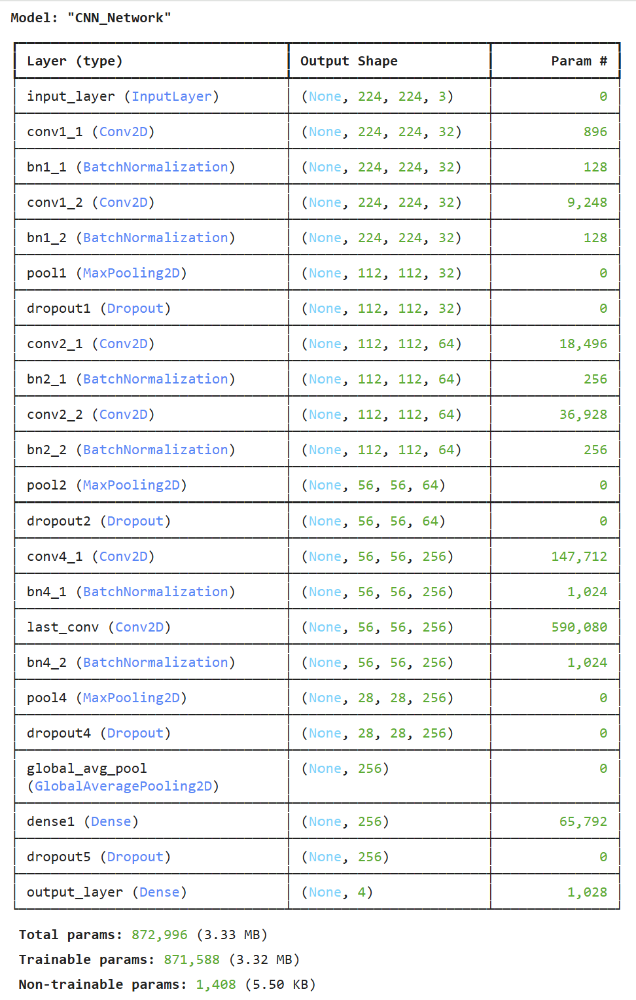 Model: "CNN_Network"
Layer (type) Output Shape Param #
input_layer (InputLayer) (None, 224, 224, 3) 0
conv1_1 (Conv2D) (None, 224, 224, 32) 896
bn1_1 (BatchNormalization) (None, 224, 224, 32) 128
conv1_2 (Conv2D) (None, 224, 224, 32) 9,248
bn1_2 (BatchNormalization) (None, 224, 224, 32) 128
pool1 (MaxPooling2D) (None, 112, 112, 32) 0
dropout1 (Dropout) (None, 112, 112, 32) 0
conv2_1 (Conv2D) (None, 112, 112, 64) 18,496
bn2_1 (BatchNormalization) (None, 112, 112, 64) 256
conv2_2 (Conv2D) (None, 112, 112, 64) 36,928
bn2_2 (BatchNormalization) (None, 112, 112, 64) 256
pool2 (MaxPooling2D) (None, 56, 56, 64) 0
dropout2 (Dropout) (None, 56, 56, 64) 0
conv4_1 (Conv2D) (None, 56, 56, 256) 147,712
bn4_1 (BatchNormalization) (None, 56, 56, 256) 1,024
last_conv (Conv2D) (None, 56, 56, 256) 590,080
bn4_2 (BatchNormalization) (None, 56, 56, 256) 1,024
pool4 (MaxPooling2D) (None, 28, 28, 256) 0
dropout4 (Dropout) (None, 28, 28, 256) 0
global_avg_pool (None, 256) 0
(GlobalAveragePooling2D)
dense1 (Dense) (None, 256) 65,792
dropout5 (Dropout) (None, 256) 0
output_layer (Dense) (None, 4) 1,028
Total params: 872,996 (3.33 MB)
Trainable params: 871,588 (3.32 MB)
Non-trainable params: 1,408 (5.50 KB)